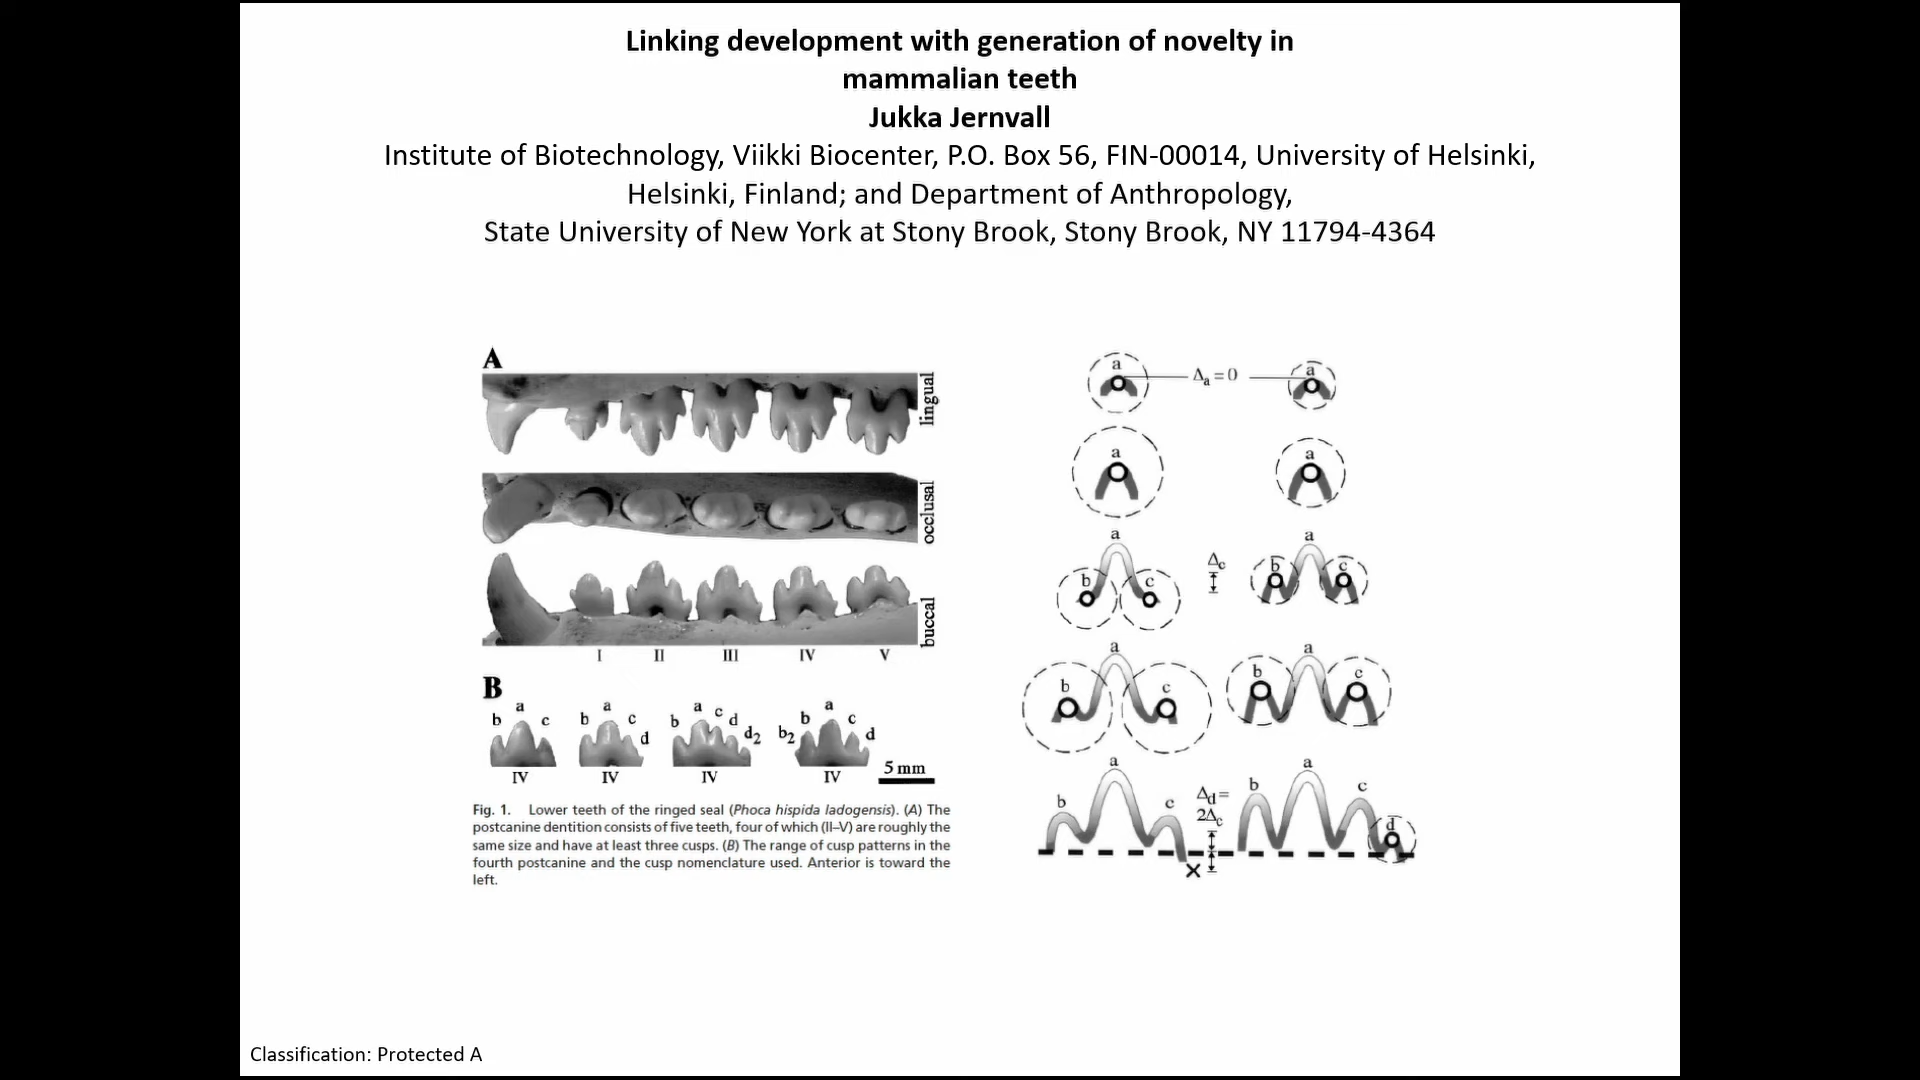 Linking development with generation of novelty in
mammalian teeth
Jukka Jernvall
Institute of Biotechnology, Viikki Biocenter, P.O. Box 56, FIN-00014, University of Helsinki,
Helsinki, Finland; and Department of Anthropology,
State University of New York at Stony Brook, Stony Brook, NY 11794-4364
A
lingual
occlusal
buccal
I II III IV V
B
b a c
IV
b a c d
IV
b a c d d2
IV
b2 b a c d
IV
5 mm
Fig. 1. Lower teeth of the ringed seal (Phoca hispida ladogensis). (A) The
postcanine dentition consists of five teeth, four of which (II–V) are roughly the
same size and have at least three cusps. (B) The range of cusp patterns in the
fourth postcanine and the cusp nomenclature used. Anterior is toward the
left.
a Δa = 0 a
a a
a a
b c Δc b c
a a
b c b c
a a
b c Δd = b c
2Δc d
X
Classification: Protected A